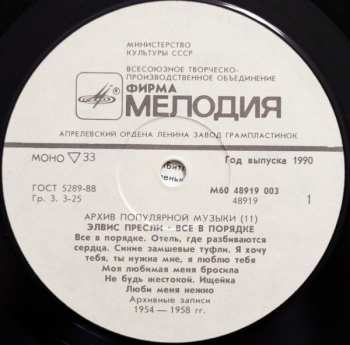 МИНИСТЕРСТВО
КУЛЬТУРЫ СССР
ВСЕСОЮЗНОЕ ТВОРЧЕСКО-
ПРОИЗВОДСТВЕННОЕ ОБЪЕДИНЕНИЕ
ФИРМА
МЕЛОДИЯ
АПРЕЛЕВСКИЙ ОРДЕНА ЛЕНИНА ЗАВОД ГРАМПЛАСТИНОК
МОНО ▽ 33
Год выпуска 1990
ГОСТ 5289-88
Гр. 3. 3-25
М60 48919 003
48919
1
АРХИВ ПОПУЛЯРНОЙ МУЗЫКИ (11)
ЭЛВИС ПРЕСЛИ · ВСЕ В ПОРЯДКЕ
Все в порядке. Отель, где разбиваются
сердца. Синие замшевые туфли. Я хочу
тебя, ты нужна мне, я люблю тебя
Моя любимая меня бросила
Не будь жестокой. Ищейка
Люби меня нежно
Архивные записи
1954 — 1958 гг.